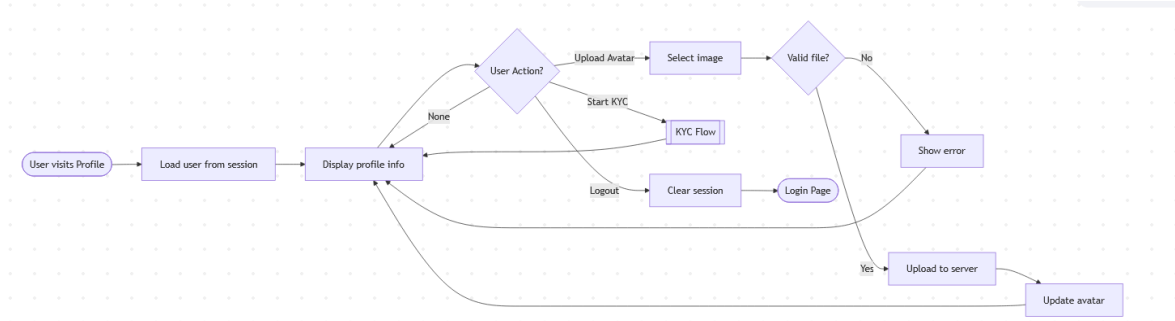 User visits Profile
Load user from session
Display profile info
User Action?
None
Upload Avatar
Start KYC
Logout
Select image
KYC Flow
Clear session
Login Page
Valid file?
No
Yes
Show error
Upload to server
Update avatar